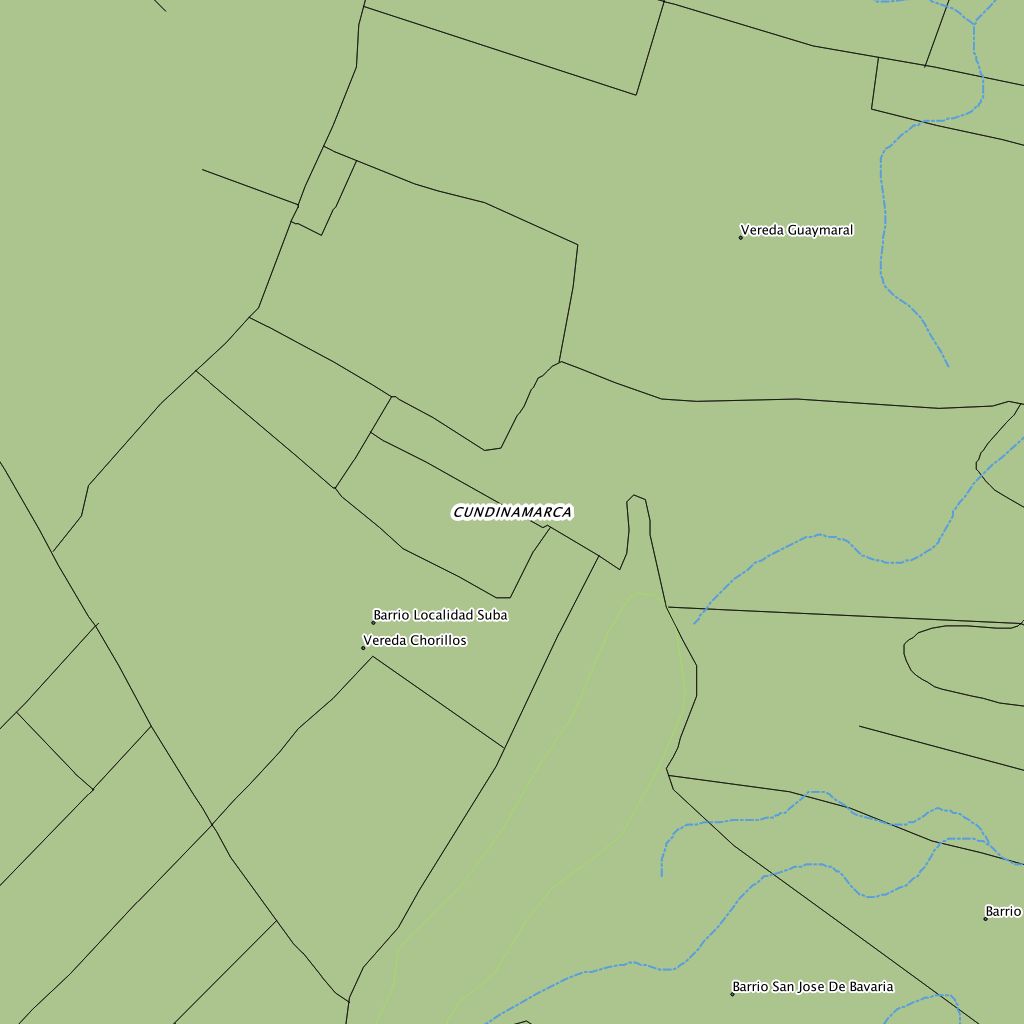 Vereda Guaymaral
CUNDINAMARCA
Barrio Localidad Suba
Vereda Chorillos
Barrio
Barrio San Jose De Bavaria